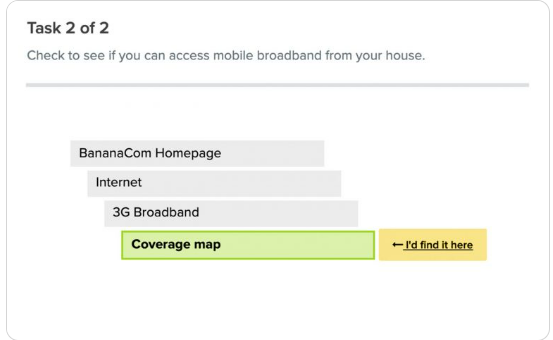 Task 2 of 2
Check to see if you can access mobile broadband from your house.
BananaCom Homepage
Internet
3G Broadband
Coverage map
← I'd find it here